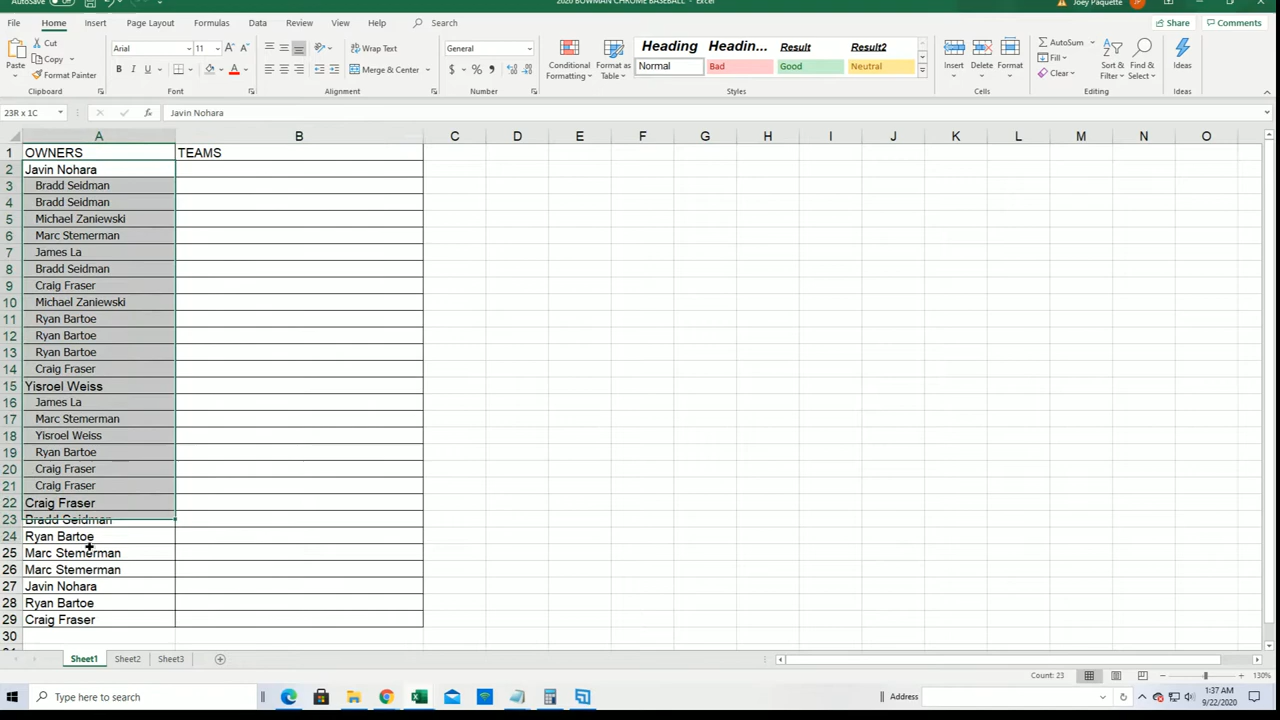 AutoSave Off
2020 BOWMAN CHROME BASEBALL - Excel
Joey Paquette JP
File Home Insert Page Layout Formulas Data Review View Help Search Share Comments
Cut Arial 11 Wrap Text General Heading Headin... Result Result2 AutoSum
Copy Normal Bad Good Neutral Fill
Paste Format Painter B I U Merge & Center $ % Conditional Formatting Format as Table Insert Delete Format Clear Sort & Filter Find & Select Ideas
Clipboard Font Alignment Number Styles Cells Editing Ideas
23R x 1C fx Javin Nohara
A B C D E F G H I J K L M N O
1 OWNERS TEAMS
2 Javin Nohara
3 Bradd Seidman
4 Bradd Seidman
5 Michael Zaniewski
6 Marc Stemerman
7 James La
8 Bradd Seidman
9 Craig Fraser
10 Michael Zaniewski
11 Ryan Bartoe
12 Ryan Bartoe
13 Ryan Bartoe
14 Craig Fraser
15 Yisroel Weiss
16 James La
17 Marc Stemerman
18 Yisroel Weiss
19 Ryan Bartoe
20 Craig Fraser
21 Craig Fraser
22 Craig Fraser
23 Bradd Seidman
24 Ryan Bartoe
25 Marc Stemerman
26 Marc Stemerman
27 Javin Nohara
28 Ryan Bartoe
29 Craig Fraser
30
Sheet1 Sheet2 Sheet3
Count: 23 130%
Type here to search Address 1:37 AM
9/22/2020